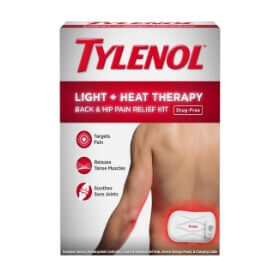 TYLENOL™
LIGHT + HEAT THERAPY
BACK & HIP PAIN RELIEF KIT
Drug-Free
Targets
Pain
Relaxes
Tense Muscles
Soothes
Sore Joints
TYLENOL